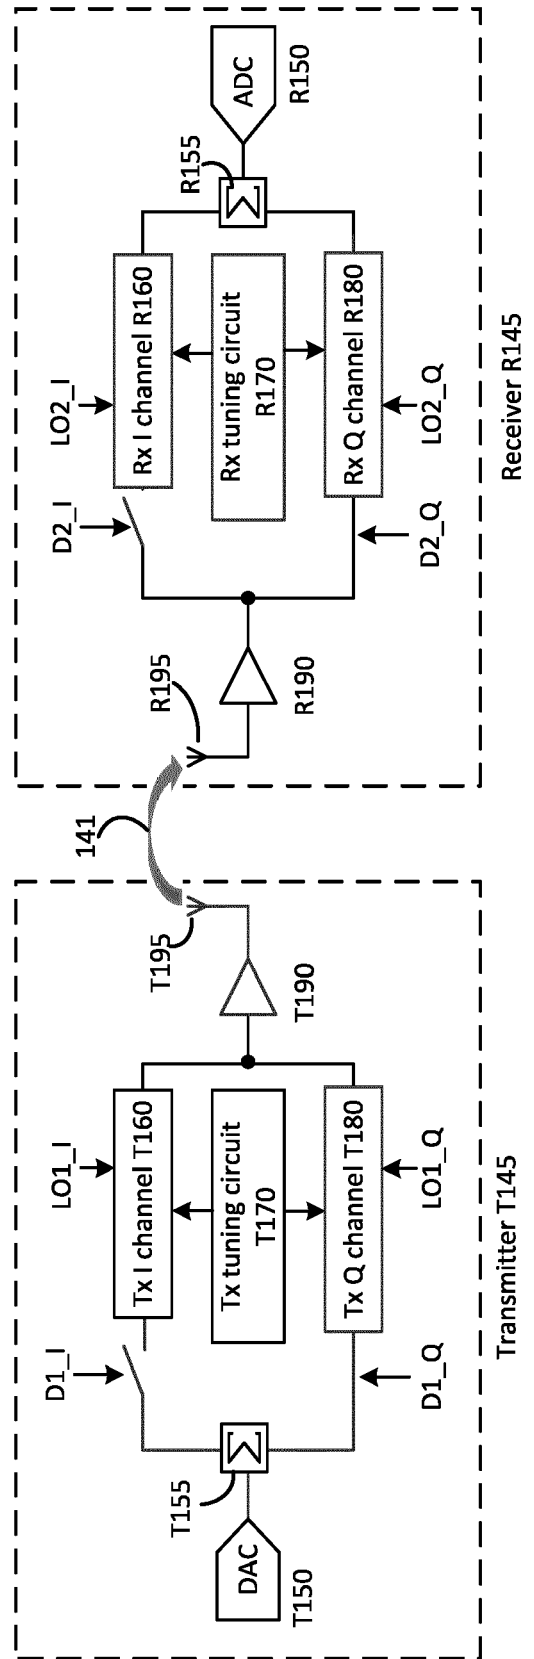 DAC
T150
T155
Σ
D1_I
D1_Q
Tx I channel T160
Tx tuning circuit
T170
Tx Q channel T180
LO1_I
LO1_Q
T190
T195
Transmitter T145
141
R195
R190
D2_I
D2_Q
Rx I channel R160
Rx tuning circuit
R170
Rx Q channel R180
LO2_I
LO2_Q
R155
Σ
ADC
R150
Receiver R145